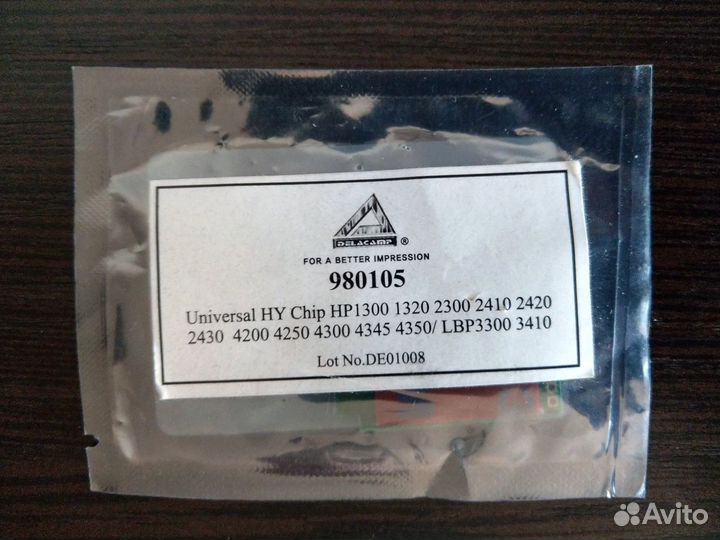 DELACAMP ®
FOR A BETTER IMPRESSION
980105
Universal HY Chip HP1300 1320 2300 2410 2420
2430 4200 4250 4300 4345 4350/ LBP3300 3410
Lot No.DE01008
Avito